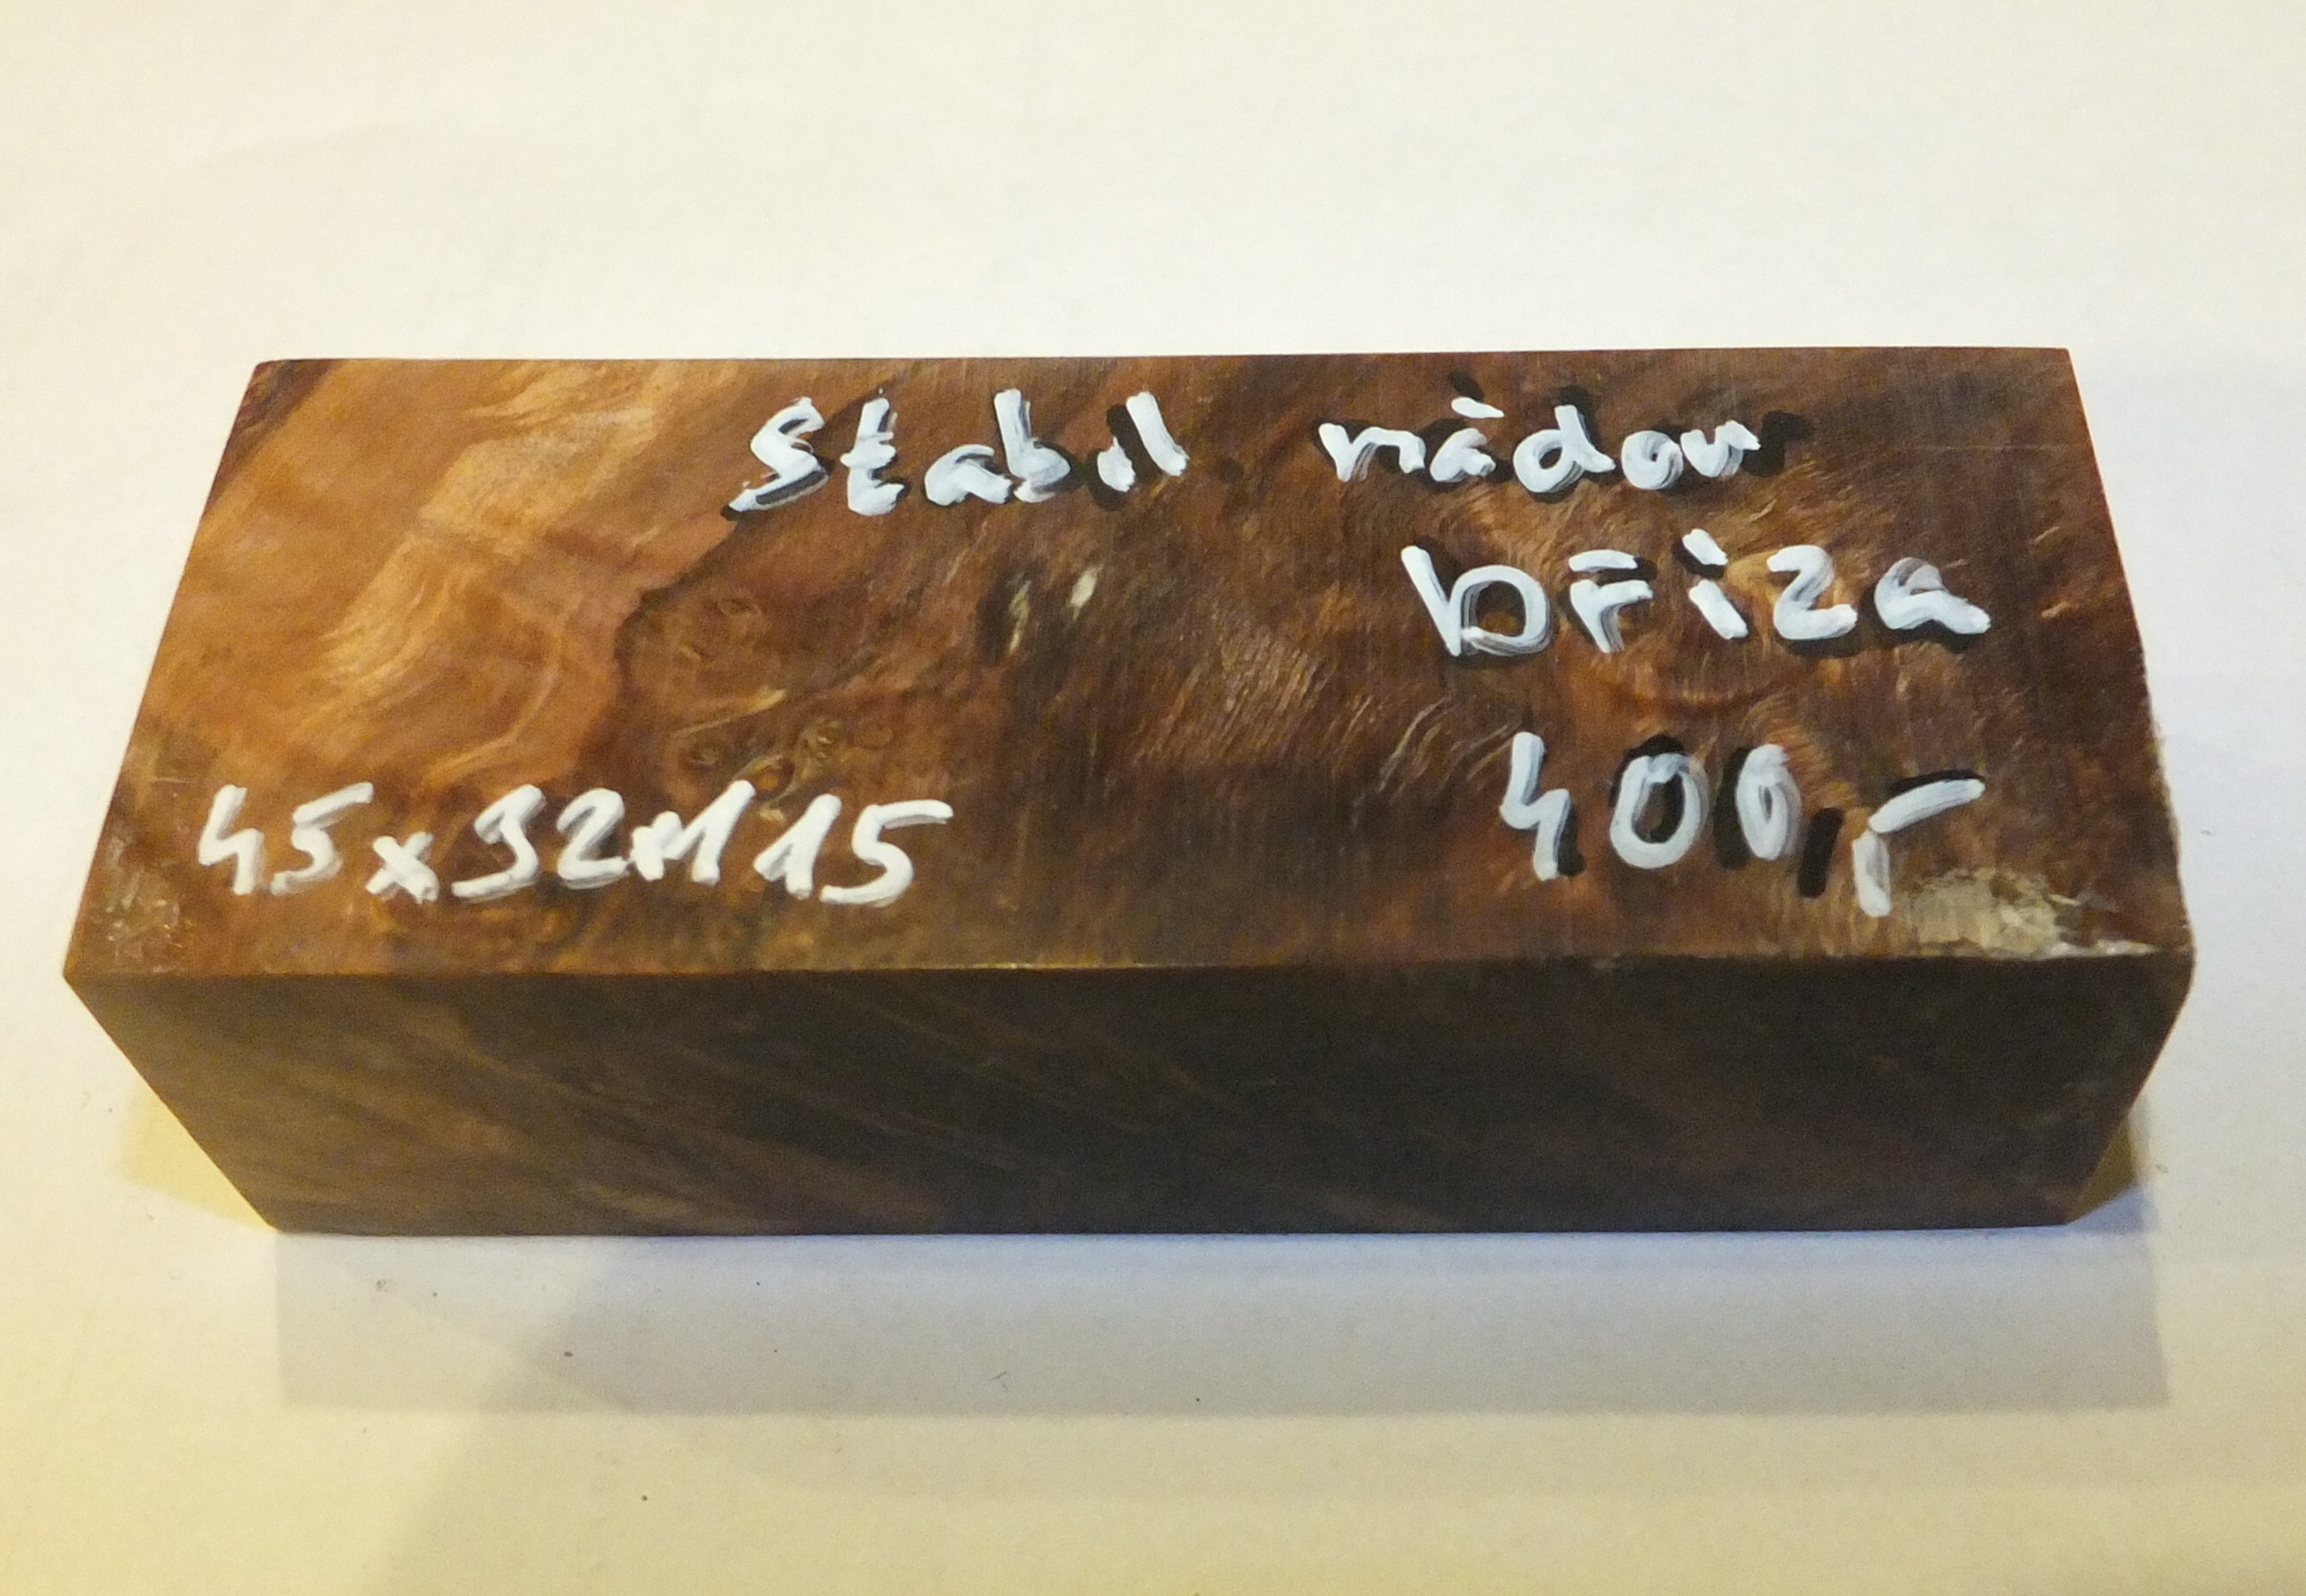 Stabil nádor
bříza
45x32x115
400,-